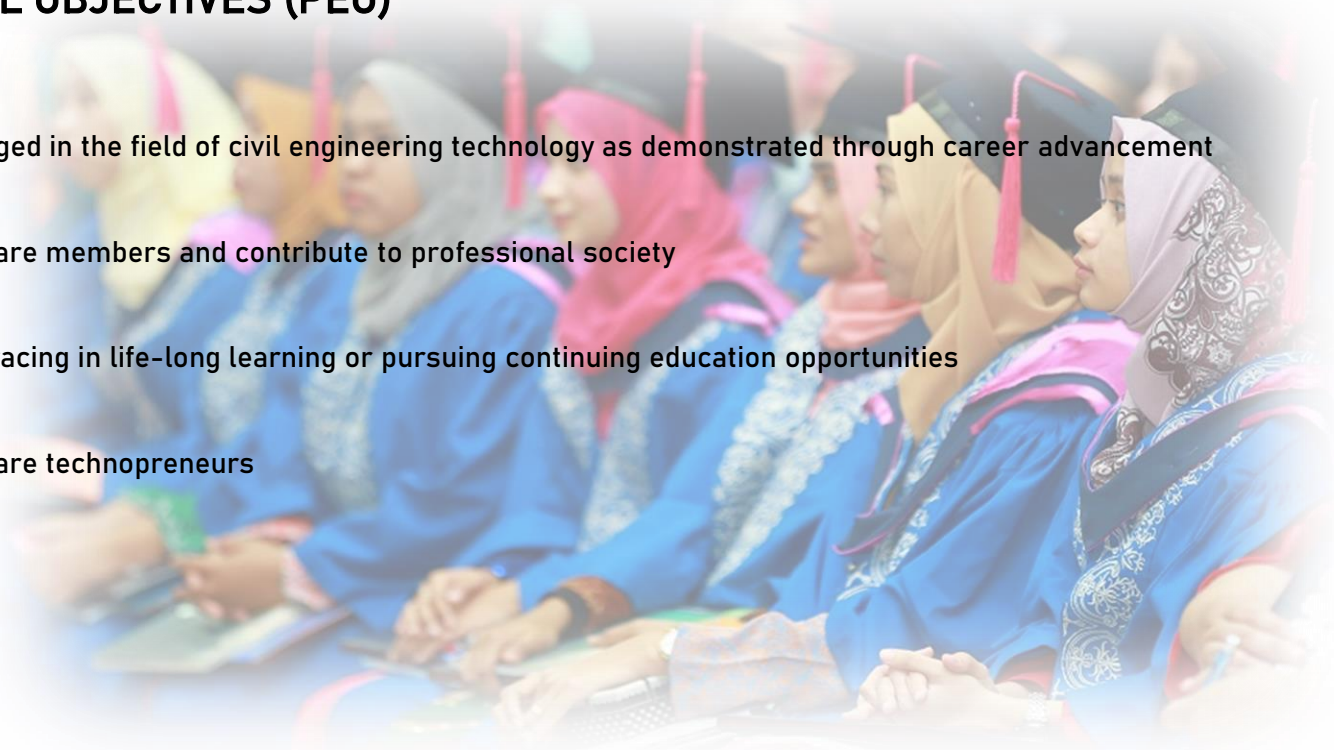 E OBJECTIVES (PEO)
ged in the field of civil engineering technology as demonstrated through career advancement
are members and contribute to professional society
acing in life-long learning or pursuing continuing education opportunities
are technopreneurs